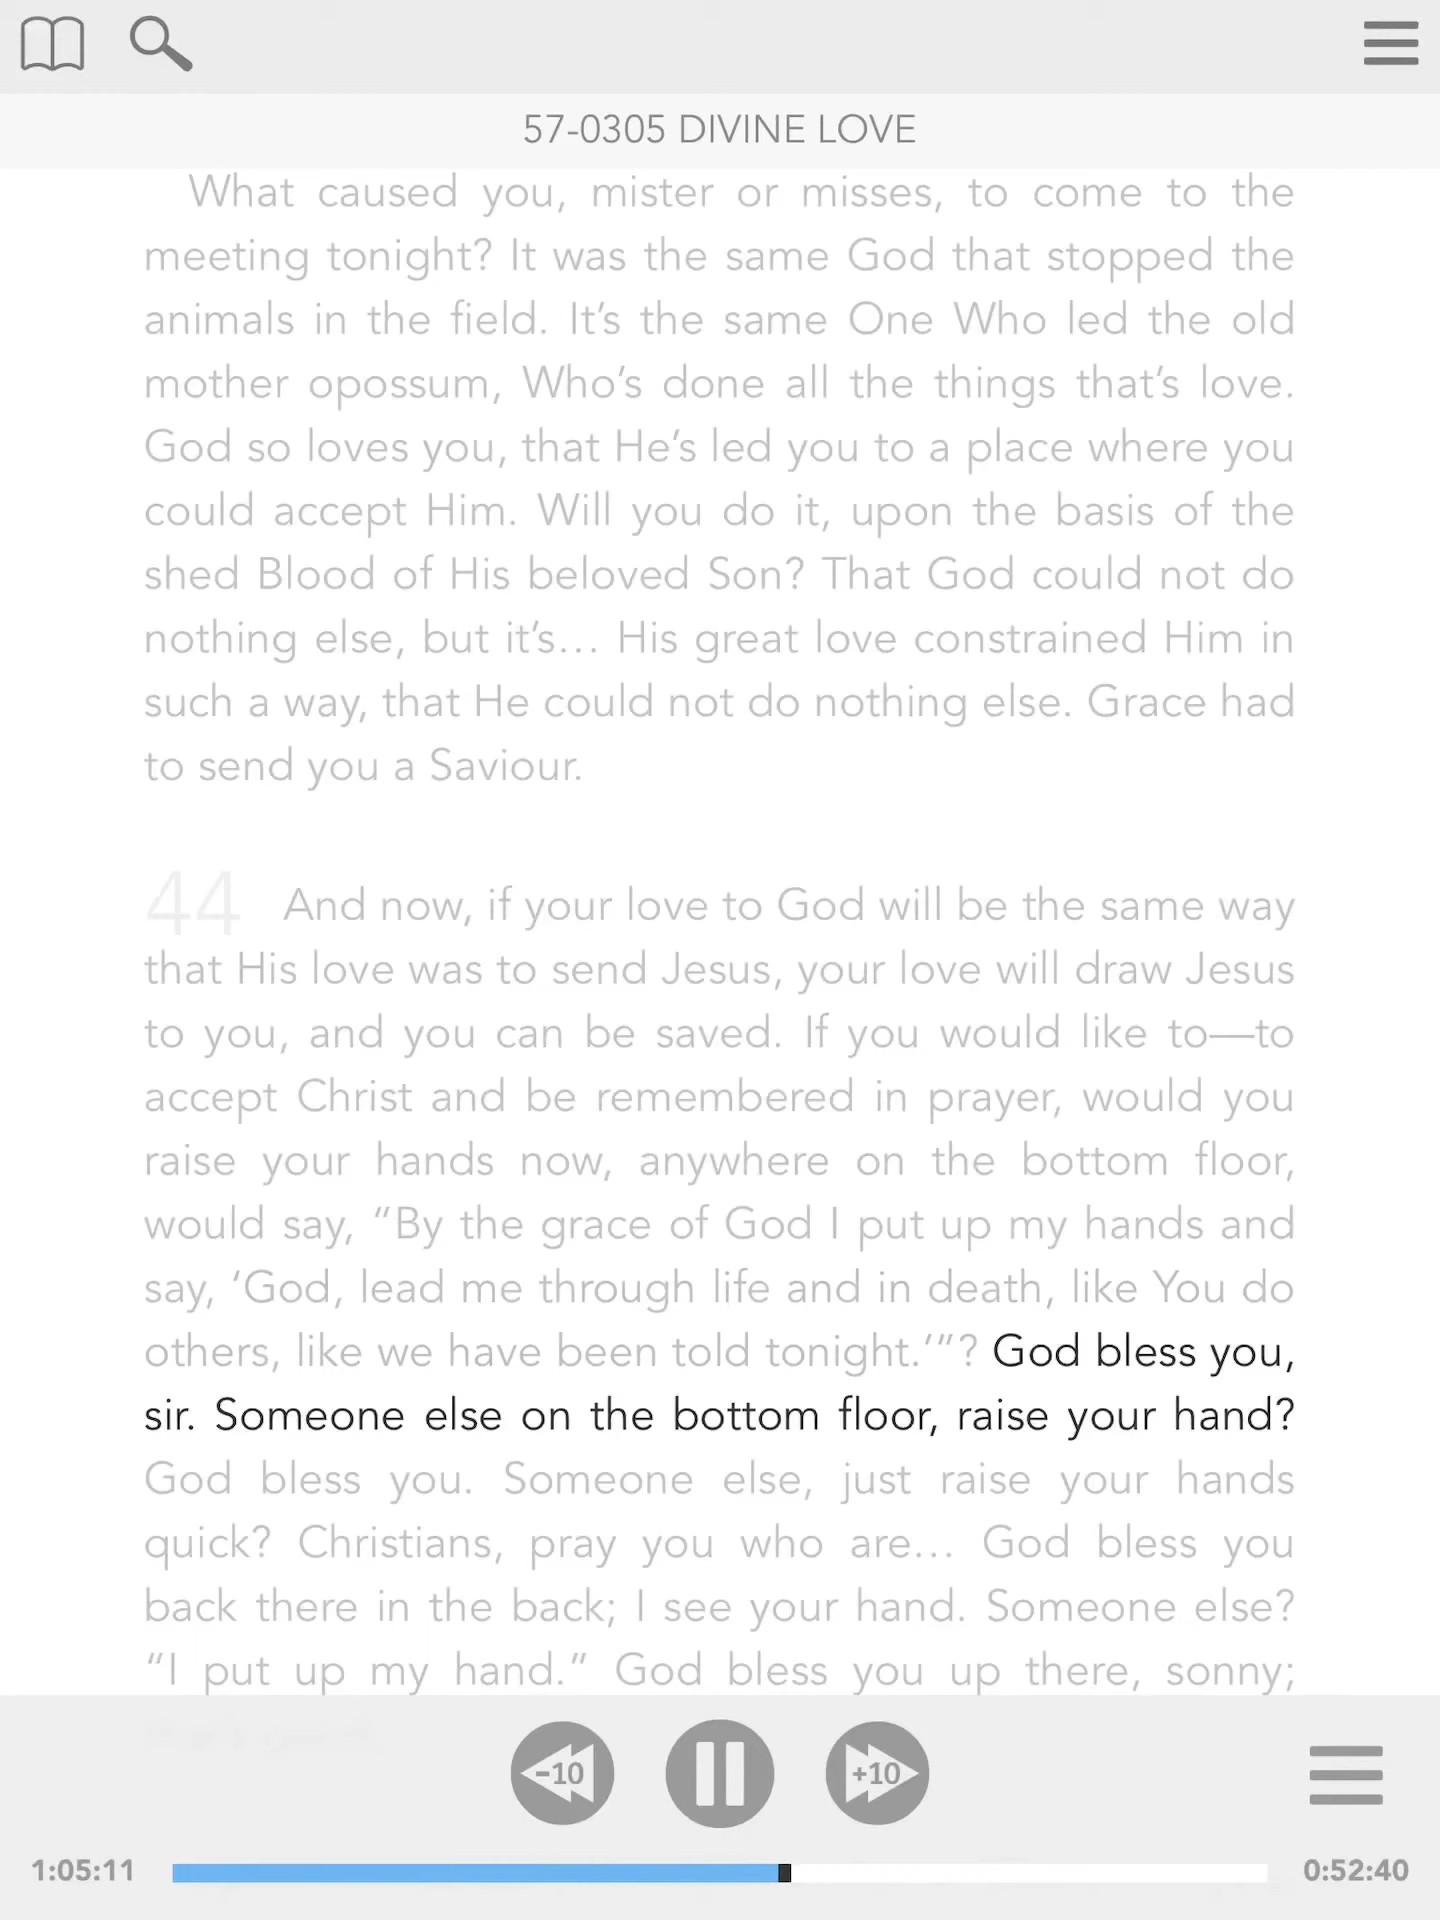 57-0305 DIVINE LOVE
What caused you, mister or misses, to come to the
meeting tonight? It was the same God that stopped the
animals in the field. It’s the same One Who led the old
mother opossum, Who’s done all the things that’s love.
God so loves you, that He’s led you to a place where you
could accept Him. Will you do it, upon the basis of the
shed Blood of His beloved Son? That God could not do
nothing else, but it’s… His great love constrained Him in
such a way, that He could not do nothing else. Grace had
to send you a Saviour.
44 And now, if your love to God will be the same way
that His love was to send Jesus, your love will draw Jesus
to you, and you can be saved. If you would like to—to
accept Christ and be remembered in prayer, would you
raise your hands now, anywhere on the bottom floor,
would say, “By the grace of God I put up my hands and
say, ‘God, lead me through life and in death, like You do
others, like we have been told tonight.’”? God bless you,
sir. Someone else on the bottom floor, raise your hand?
God bless you. Someone else, just raise your hands
quick? Christians, pray you who are… God bless you
back there in the back; I see your hand. Someone else?
“I put up my hand.” God bless you up there, sonny;
-10 +10
1:05:11 0:52:40